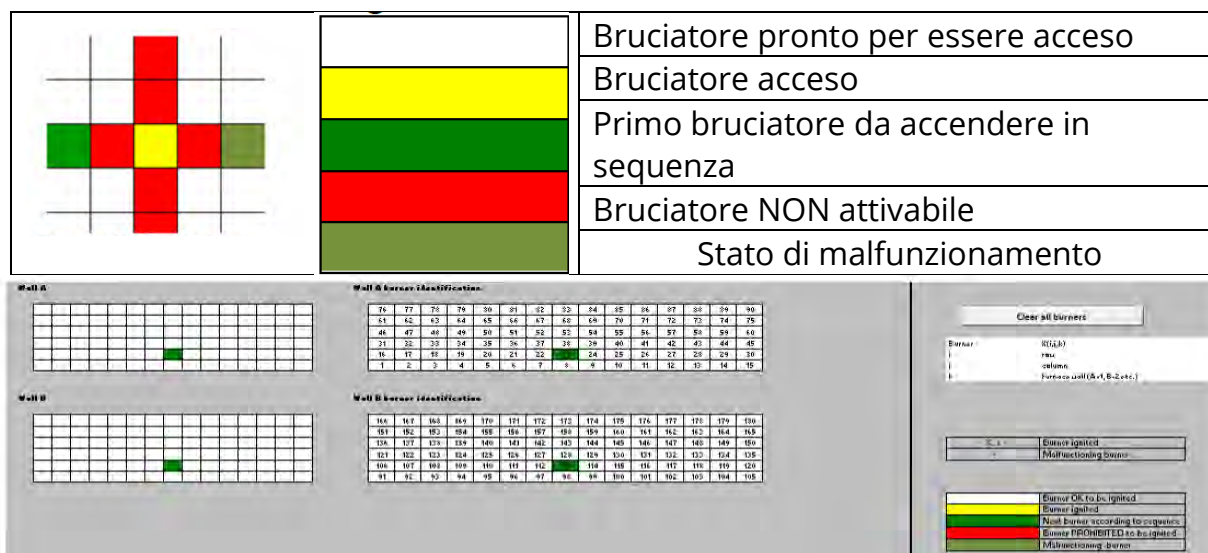 Bruciatore pronto per essere acceso
Bruciatore acceso
Primo bruciatore da accendere in
sequenza
Bruciatore NON attivabile
Stato di malfunzionamento
Wall A
Wall A burner identification
76 77 78 79 80 81 82 83 84 85 86 87 88 89 90
61 62 63 64 65 66 67 68 69 70 71 72 73 74 75
46 47 48 49 50 51 52 53 54 55 56 57 58 59 60
31 32 33 34 35 36 37 38 39 40 41 42 43 44 45
16 17 18 19 20 21 22 24 25 26 27 28 29 30
1 2 3 4 5 6 7 8 9 10 11 12 13 14 15
Wall B
Wall B burner identification
166 167 168 169 170 171 172 173 174 175 176 177 178 179 180
151 152 153 154 155 156 157 158 159 160 161 162 163 164 165
136 137 138 139 140 141 142 143 144 145 146 147 148 149 150
121 122 123 124 125 126 127 128 129 130 131 132 133 134 135
106 107 108 109 110 111 112 114 115 116 117 118 119 120
91 92 93 94 95 96 97 98 99 100 101 102 103 104 105
Clear all burners
Burner X(i,j,k)
i row
j column
k Furnace wall (A=1, B=2 etc.)
Burner ignited
Malfunctioning burner
Burner OK to be ignited
Burner ignited
Next burner according to sequence
Burner PROHIBITED to be ignited
Malfunctioning burner